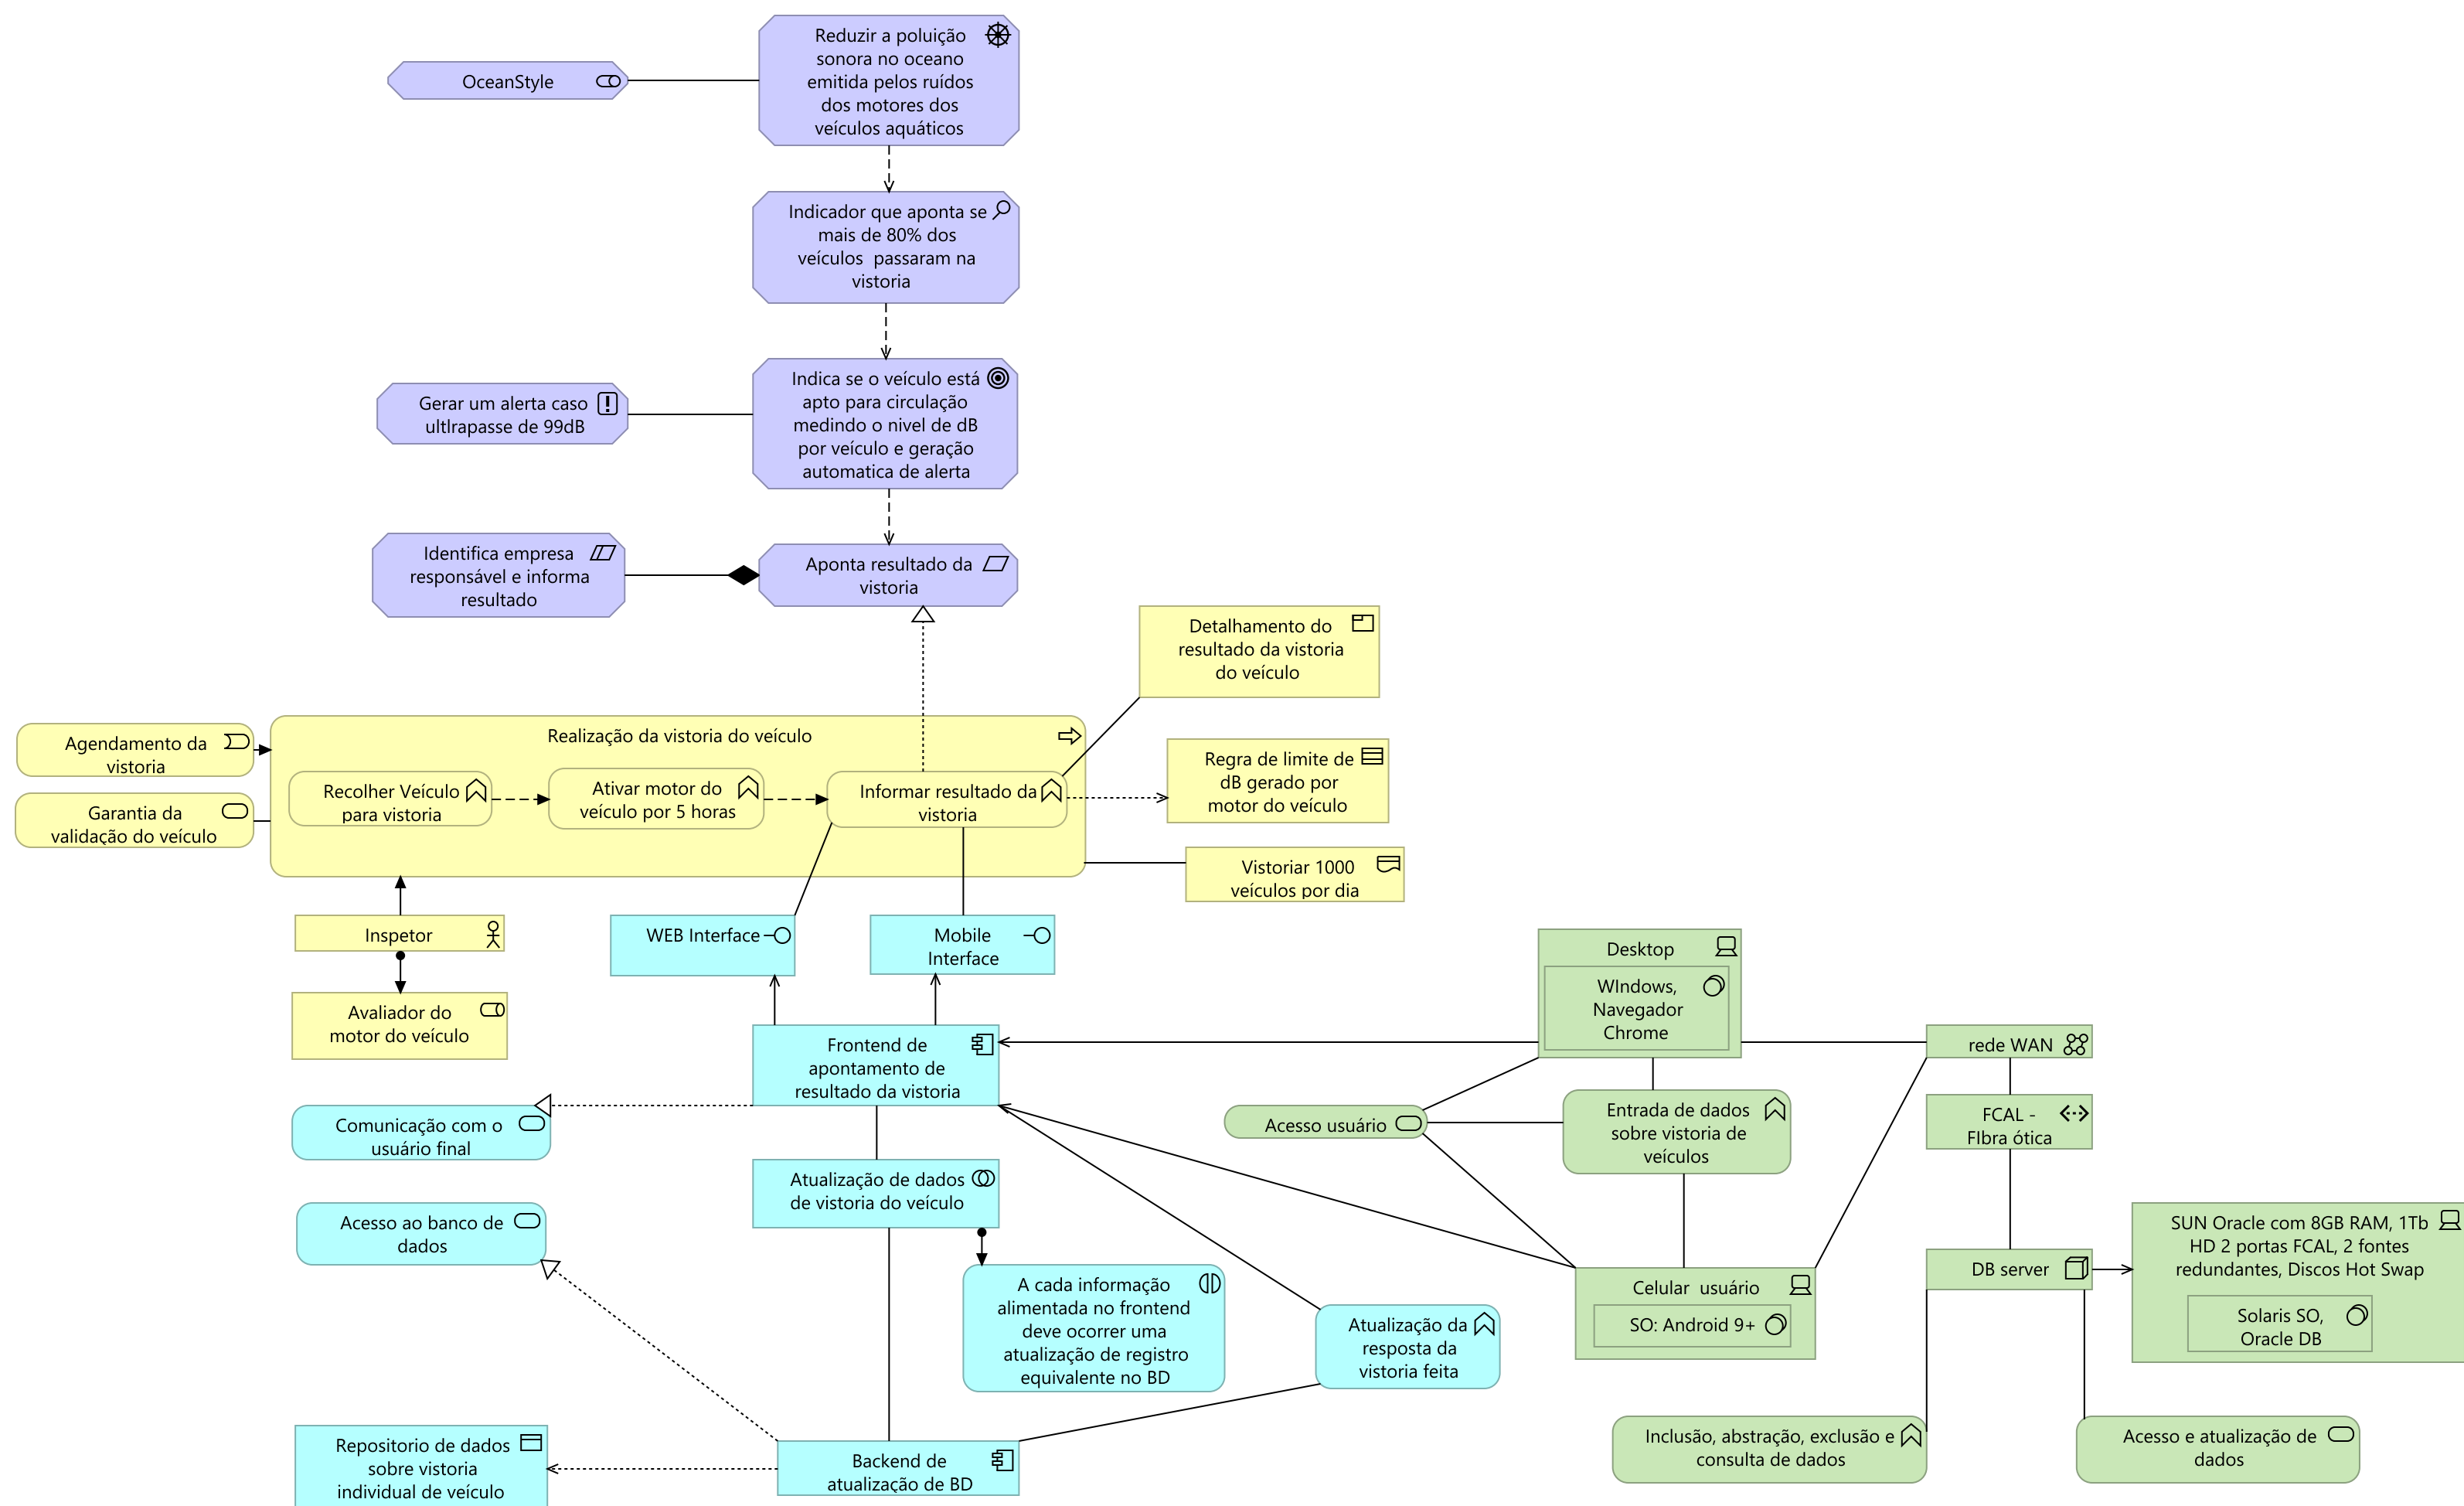 Reduzir a poluição
sonora no oceano
emitida pelos ruídos
dos motores dos
veículos aquáticos
OceanStyle
Indicador que aponta se
mais de 80% dos
veículos  passaram na
vistoria
Indica se o veículo está
apto para circulação
medindo o nivel de dB
por veículo e geração
automatica de alerta
Gerar um alerta caso
ultlrapasse de 99dB
Identifica empresa
responsável e informa
resultado
Aponta resultado da
vistoria
Detalhamento do
resultado da vistoria
do veículo
Agendamento da
vistoria
Realização da vistoria do veículo
Recolher Veículo
para vistoria
Ativar motor do
veículo por 5 horas
Informar resultado da
vistoria
Regra de limite de
dB gerado por
motor do veículo
Garantia da
validação do veículo
Vistoriar 1000
veículos por dia
Inspetor
Avaliador do
motor do veículo
WEB Interface
Mobile
Interface
Desktop
WIndows,
Navegador
Chrome
rede WAN
Frontend de
apontamento de
resultado da vistoria
Comunicação com o
usuário final
Acesso usuário
Entrada de dados
sobre vistoria de
veículos
FCAL -
FIbra ótica
Atualização de dados
de vistoria do veículo
Acesso ao banco de
dados
SUN Oracle com 8GB RAM, 1Tb
HD 2 portas FCAL, 2 fontes
redundantes, Discos Hot Swap
Solaris SO,
Oracle DB
DB server
A cada informação
alimentada no frontend
deve ocorrer uma
atualização de registro
equivalente no BD
Atualização da
resposta da
vistoria feita
Celular  usuário
SO: Android 9+
Repositorio de dados
sobre vistoria
individual de veículo
Backend de
atualização de BD
Inclusão, abstração, exclusão e
consulta de dados
Acesso e atualização de
dados